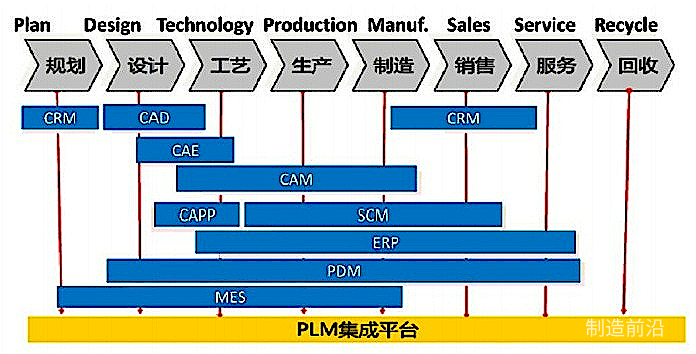 Plan Design Technology Production Manuf. Sales Service Recycle
规划 设计 工艺 生产 制造 销售 服务 回收
CRM CAD CRM
CAE
CAM
CAPP SCM
ERP
PDM
MES
PLM集成平台
制造前沿